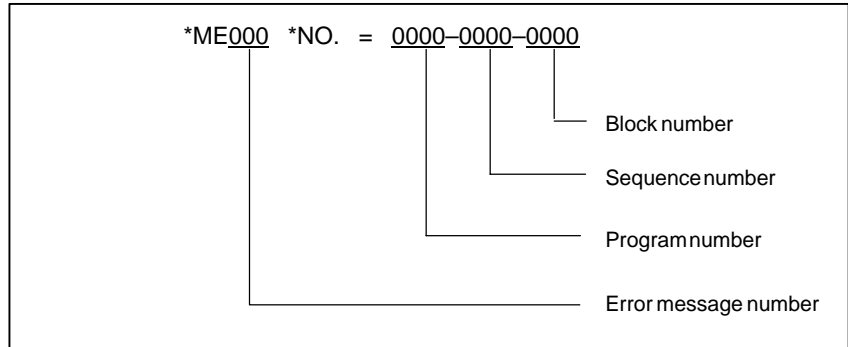 *ME000 *NO. = 0000–0000–0000
Block number
Sequence number
Program number
Error message number